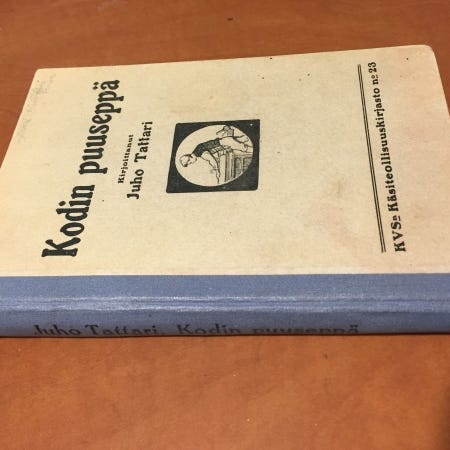 Kodin puuseppä
Kirjoittanut
Juho Tattari
KVS:n Käsiteollisuuskirjasto n:o 23
Juho Tattari Kodin puuseppä